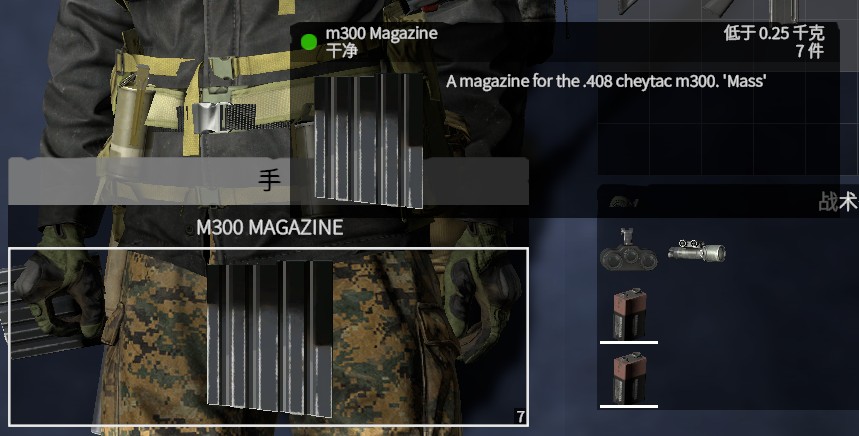 m300 Magazine
低于 0.25 千克
干净
7 件
A magazine for the .408 cheytac m300. 'Mass'
手
战术
M300 MAGAZINE
7